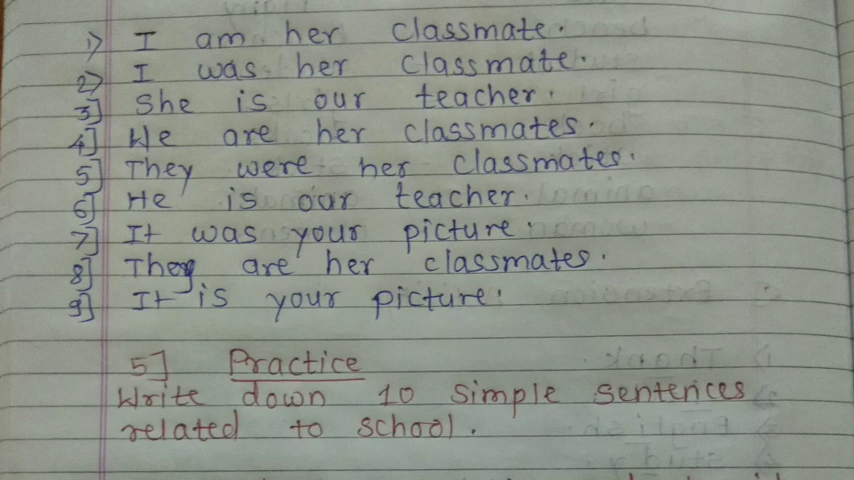 1) I am her classmate.
2) I was her classmate.
3] She is our teacher.
4] We are her classmates.
5] They were her classmates.
6] He is our teacher.
7] It was your picture.
8] They are her classmates.
9] It is your picture.
5] Practice
Write down 10 simple sentences
related to school.